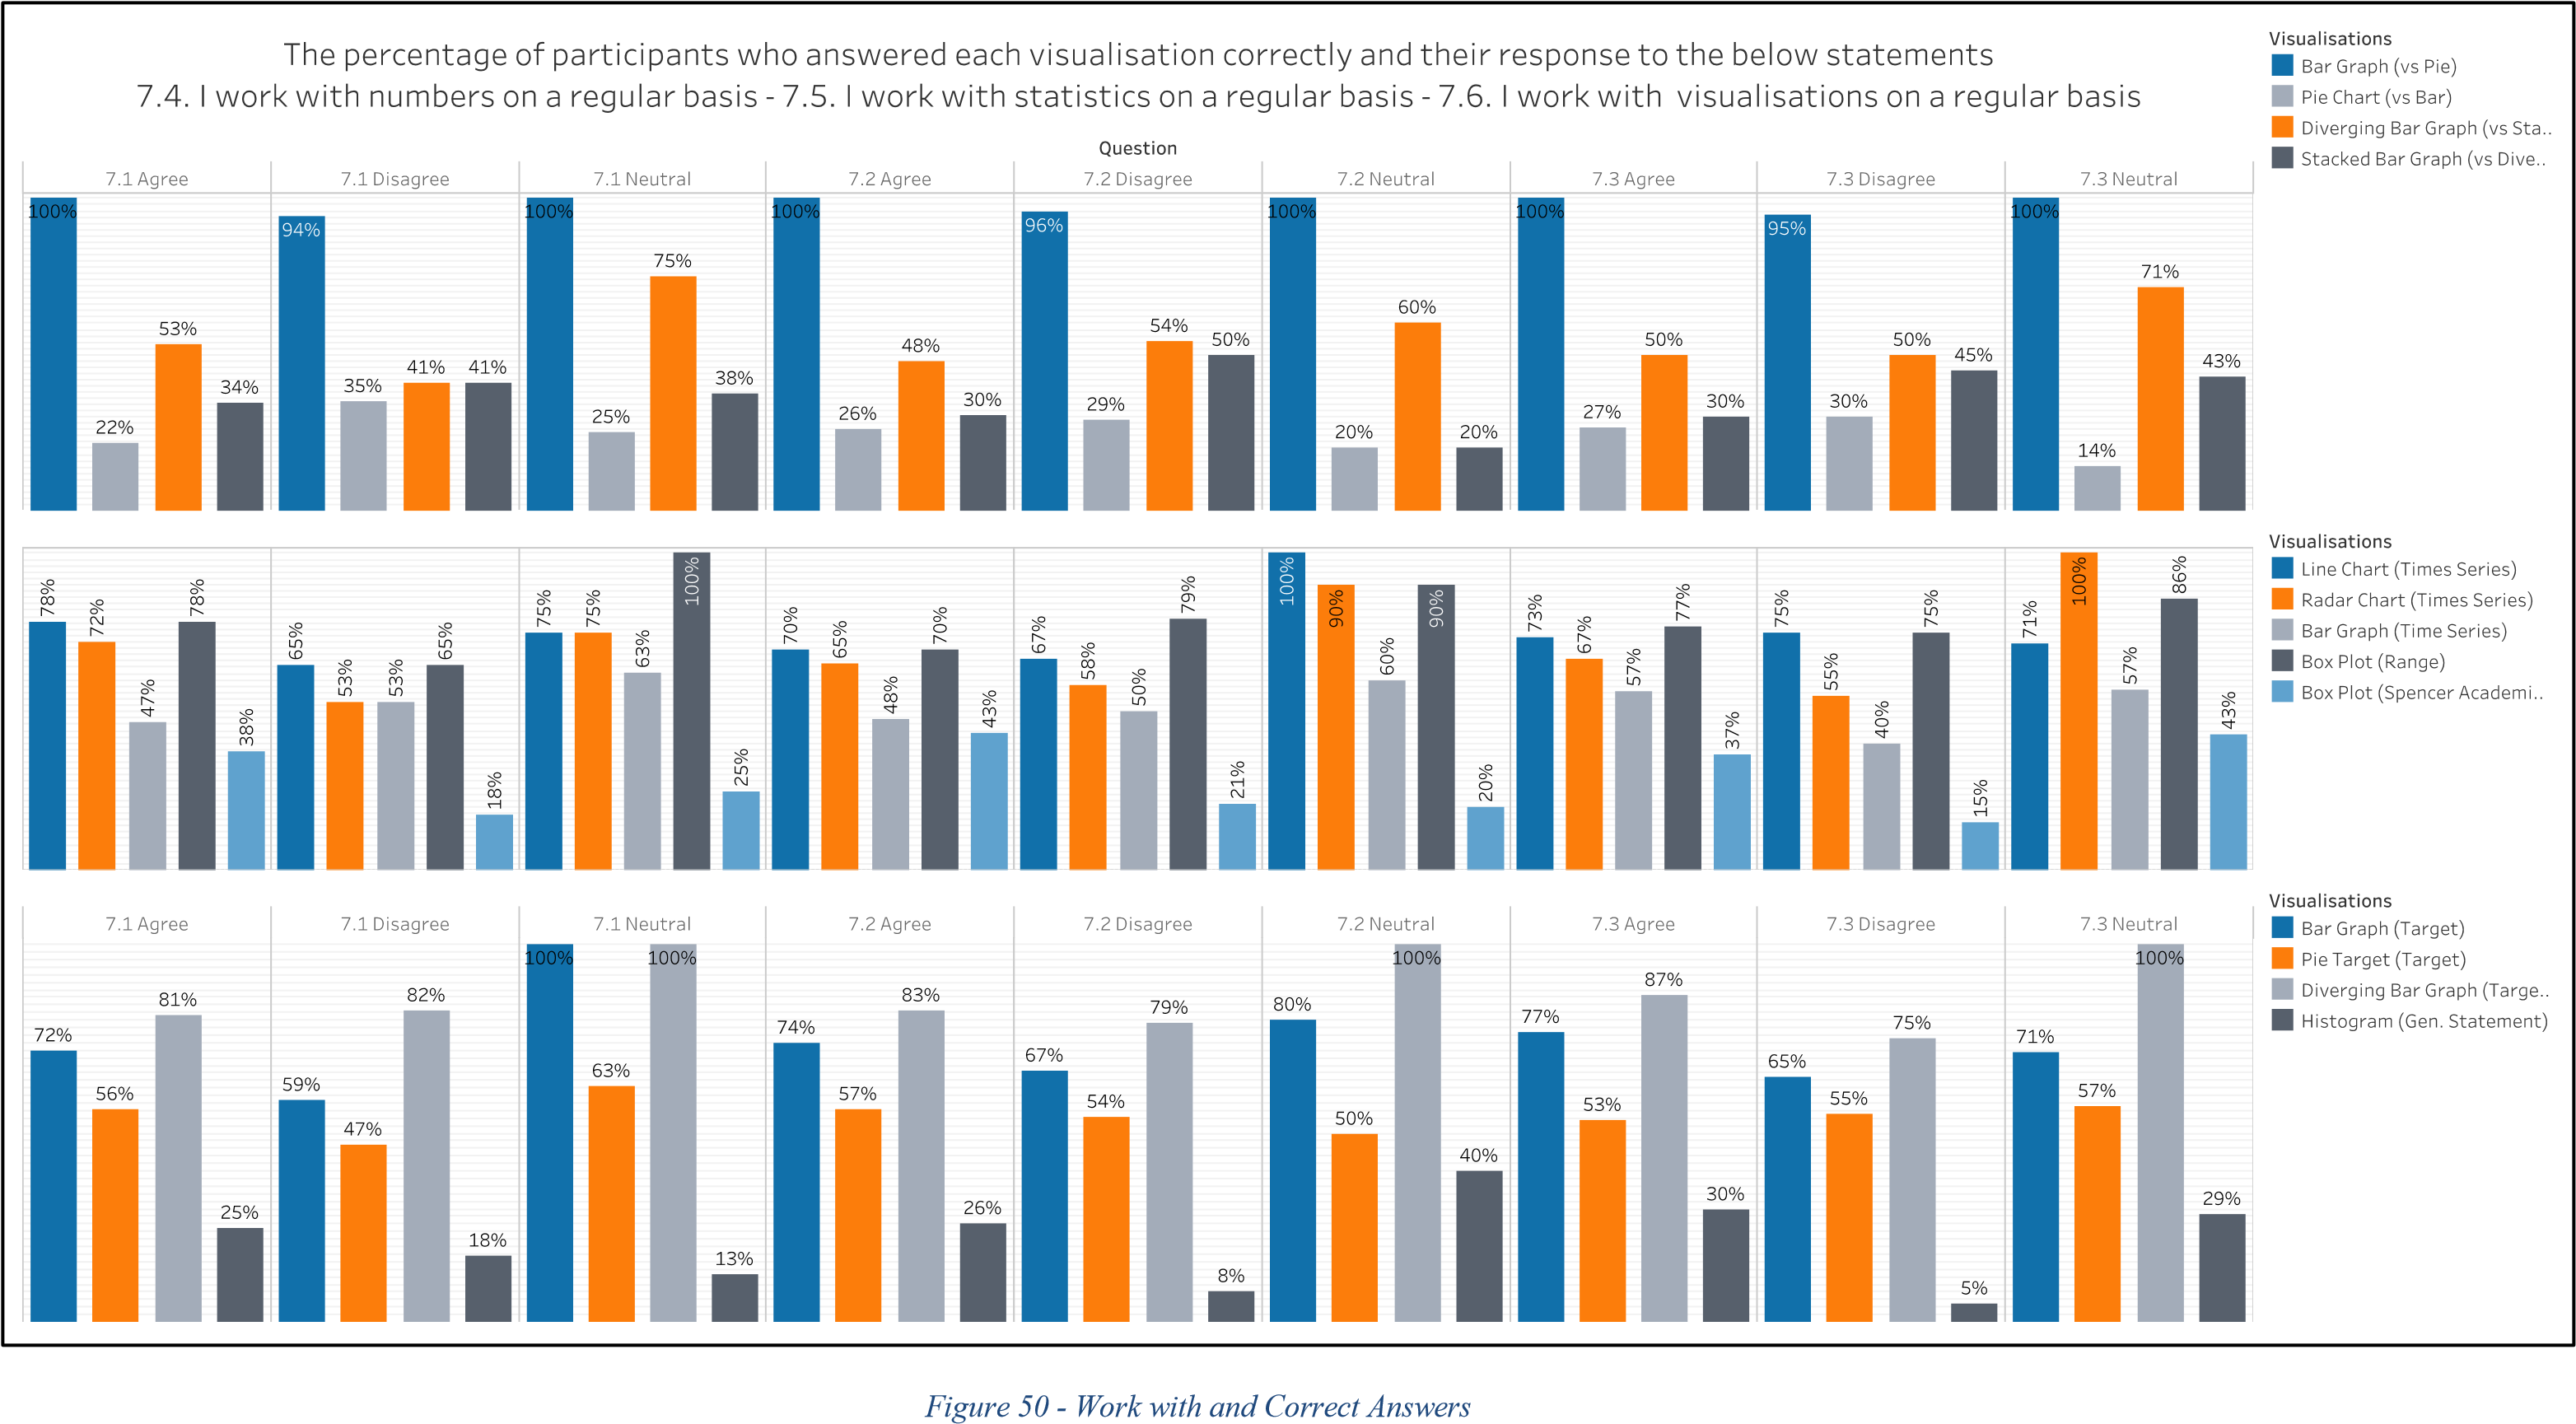 The percentage of participants who answered each visualisation correctly and their response to the below statements
7.4. I work with numbers on a regular basis - 7.5. I work with statistics on a regular basis - 7.6. I work with visualisations on a regular basis
Question
7.1 Agree 7.1 Disagree 7.1 Neutral 7.2 Agree 7.2 Disagree 7.2 Neutral 7.3 Agree 7.3 Disagree 7.3 Neutral
100% 22% 53% 34% 94% 35% 41% 41% 100% 25% 75% 38% 100% 26% 48% 30% 96% 29% 54% 50% 100% 20% 60% 20% 100% 27% 50% 30% 95% 30% 50% 45% 100% 14% 71% 43%
Visualisations
Bar Graph (vs Pie)
Pie Chart (vs Bar)
Diverging Bar Graph (vs Sta..
Stacked Bar Graph (vs Dive..
78% 72% 47% 78% 38% 65% 53% 53% 65% 18% 75% 75% 63% 100% 25% 70% 65% 48% 70% 43% 67% 58% 50% 79% 21% 100% 90% 60% 90% 20% 73% 67% 57% 77% 37% 75% 55% 40% 75% 15% 71% 100% 57% 86% 43%
Visualisations
Line Chart (Times Series)
Radar Chart (Times Series)
Bar Graph (Time Series)
Box Plot (Range)
Box Plot (Spencer Academi..
7.1 Agree 7.1 Disagree 7.1 Neutral 7.2 Agree 7.2 Disagree 7.2 Neutral 7.3 Agree 7.3 Disagree 7.3 Neutral
72% 56% 81% 25% 59% 47% 82% 18% 100% 63% 100% 13% 74% 57% 83% 26% 67% 54% 79% 8% 80% 50% 100% 40% 77% 53% 87% 30% 65% 55% 75% 5% 71% 57% 100% 29%
Visualisations
Bar Graph (Target)
Pie Target (Target)
Diverging Bar Graph (Targe..
Histogram (Gen. Statement)
Figure 50 - Work with and Correct Answers